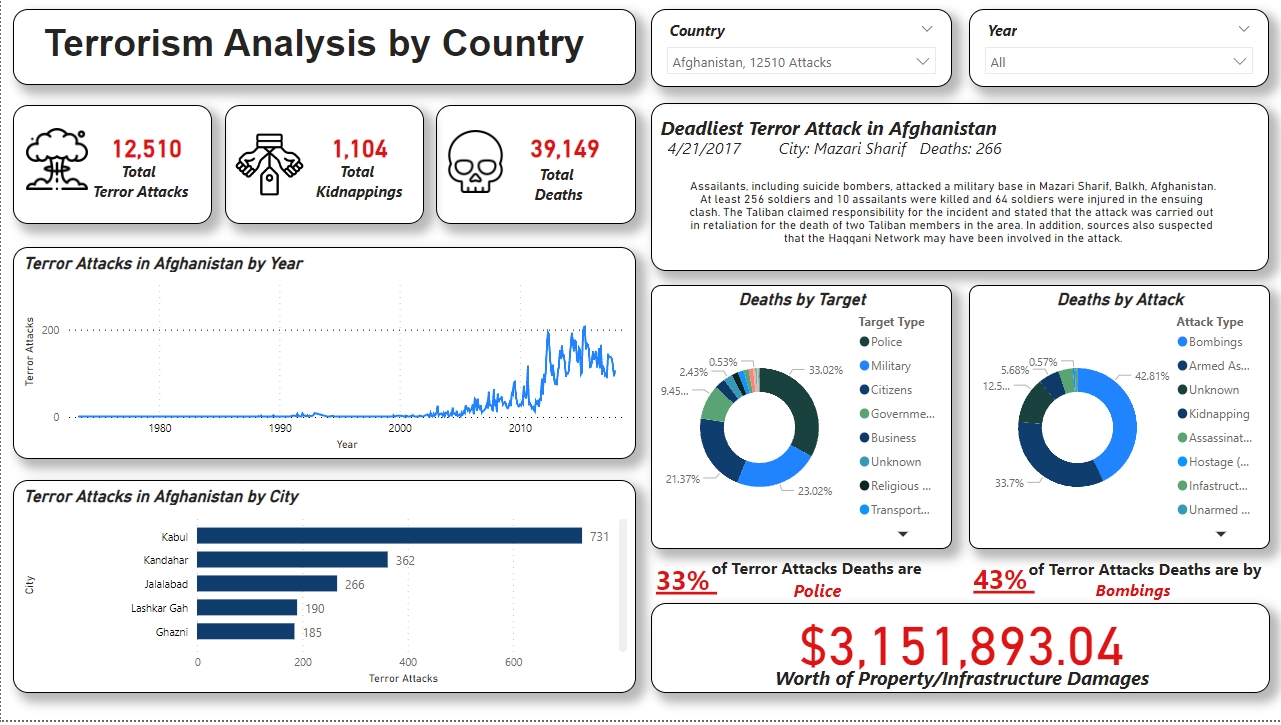 Terrorism Analysis by Country
Country
Afghanistan, 12510 Attacks
Year
All
12,510
Total
Terror Attacks
1,104
Total
Kidnappings
39,149
Total
Deaths
Deadliest Terror Attack in Afghanistan
4/21/2017 City: Mazari Sharif Deaths: 266
Assailants, including suicide bombers, attacked a military base in Mazari Sharif, Balkh, Afghanistan.
At least 256 soldiers and 10 assailants were killed and 64 soldiers were injured in the ensuing
clash. The Taliban claimed responsibility for the incident and stated that the attack was carried out
in retaliation for the death of two Taliban members in the area. In addition, sources also suspected
that the Haqqani Network may have been involved in the attack.
Terror Attacks in Afghanistan by Year
Terror Attacks
200
0
1980 1990 2000 2010
Year
Terror Attacks in Afghanistan by City
City
Kabul 731
Kandahar 362
Jalalabad 266
Lashkar Gah 190
Ghazni 185
0 200 400 600
Terror Attacks
Deaths by Target
0.53%
2.43%
9.45...
21.37%
33.02%
23.02%
Target Type
Police
Military
Citizens
Governme...
Business
Unknown
Religious ...
Transport...
Deaths by Attack
0.57%
5.68%
12.5...
33.7%
42.81%
Attack Type
Bombings
Armed As...
Unknown
Kidnapping
Assassinat...
Hostage (...
Infastruct...
Unarmed ...
33% of Terror Attacks Deaths are
Police
43% of Terror Attacks Deaths are by
Bombings
$3,151,893.04
Worth of Property/Infrastructure Damages